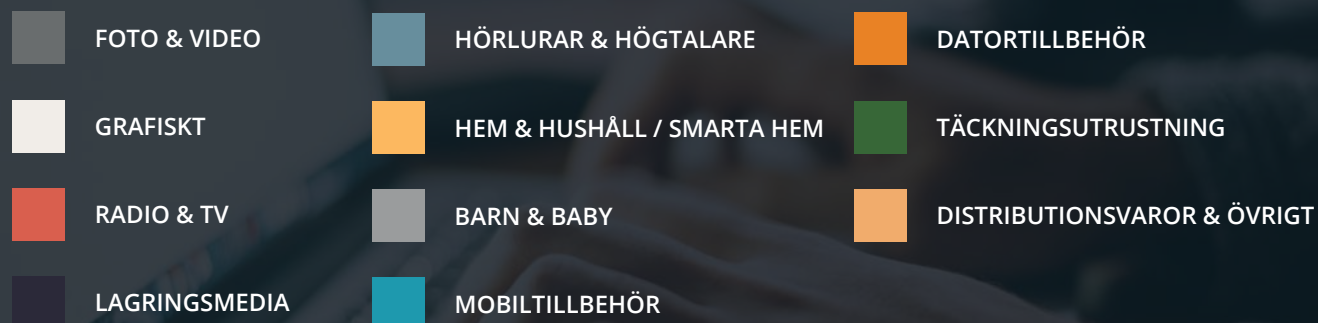 FOTO & VIDEO
GRAFISKT
RADIO & TV
LAGRINGSMEDIA
HÖRLURAR & HÖGTALARE
HEM & HUSHÅLL / SMARTA HEM
BARN & BABY
MOBILTILLBEHÖR
DATORTILLBEHÖR
TÄCKNINGSUTRUSTNING
DISTRIBUTIONSVAROR & ÖVRIGT